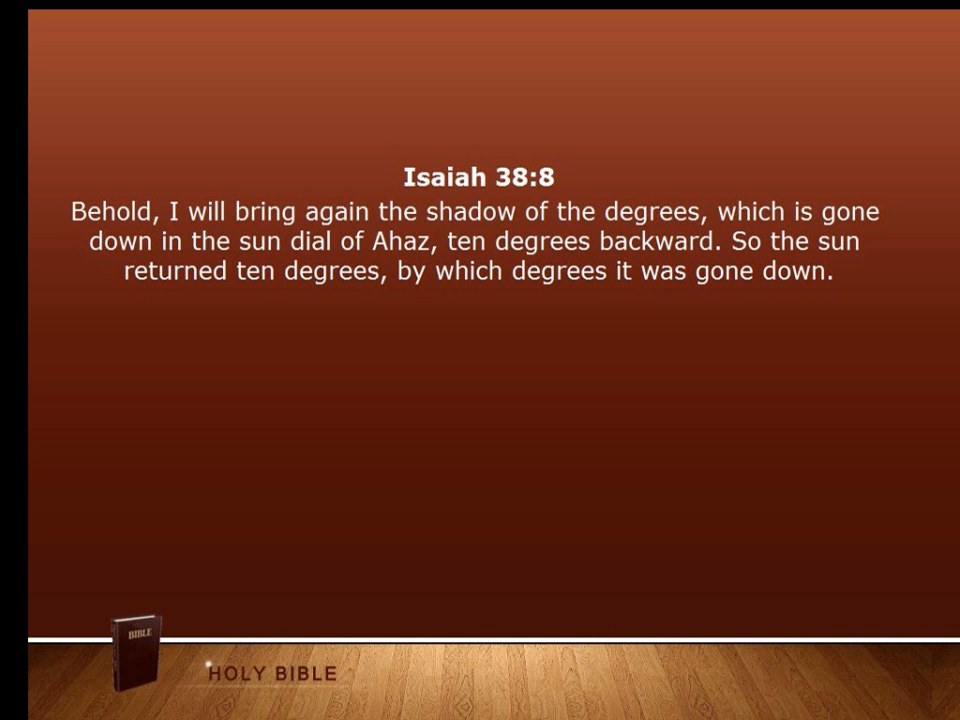 Isaiah 38:8
Behold, I will bring again the shadow of the degrees, which is gone
down in the sun dial of Ahaz, ten degrees backward. So the sun
returned ten degrees, by which degrees it was gone down.
BIBLE
HOLY BIBLE